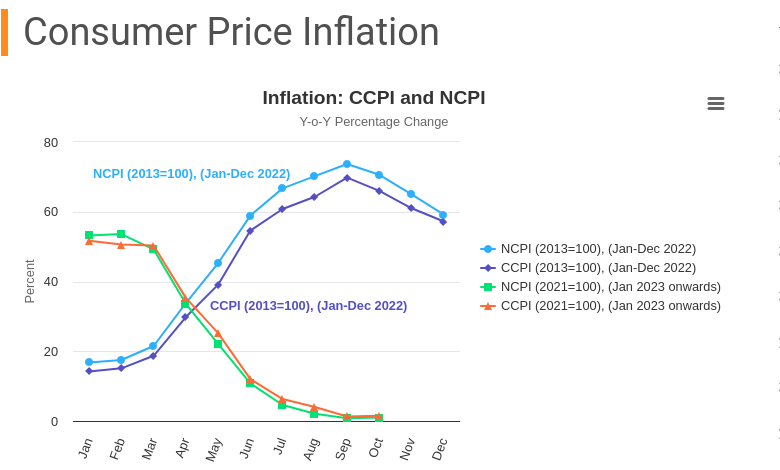 Consumer Price Inflation
Inflation: CCPI and NCPI
Y-o-Y Percentage Change
Percent
80
60
40
20
0
NCPI (2013=100), (Jan-Dec 2022)
CCPI (2013=100), (Jan-Dec 2022)
Jan
Feb
Mar
Apr
May
Jun
Jul
Aug
Sep
Oct
Nov
Dec
NCPI (2013=100), (Jan-Dec 2022)
CCPI (2013=100), (Jan-Dec 2022)
NCPI (2021=100), (Jan 2023 onwards)
CCPI (2021=100), (Jan 2023 onwards)